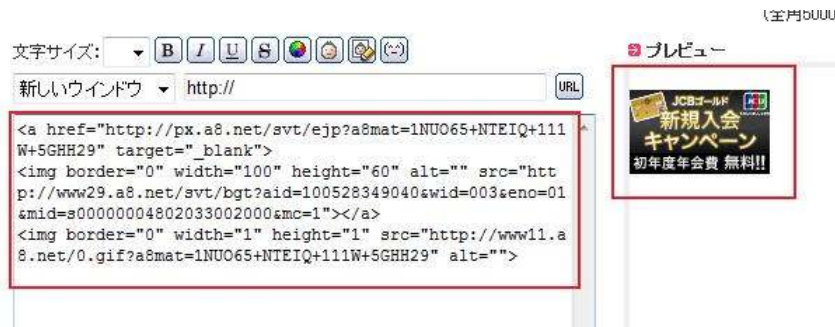 (全角5000
文字サイズ: B I U S
プレビュー
新しいウインドウ http:// URL
<a href="http://px.a8.net/svt/ejp?a8mat=1NUO65+NTEIQ+111
W+5GHH29" target="_blank">
<img border="0" width="100" height="60" alt="" src="htt
p://www29.a8.net/svt/bgt?aid=100528349040&wid=003&eno=01
&mid=s00000004802033002000&mc=1"></a>
<img border="0" width="1" height="1" src="http://www11.a
8.net/0.gif?a8mat=1NUO65+NTEIQ+111W+5GHH29" alt="">
JCBゴールド JCB
新規入会
キャンペーン
初年度年会費 無料!!